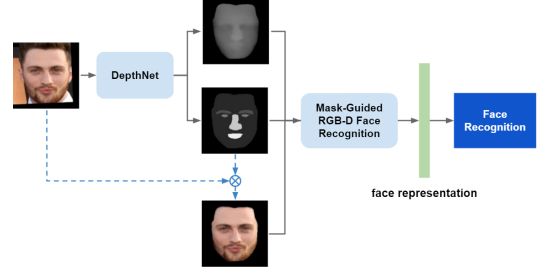 DepthNet
Mask-Guided
RGB-D Face
Recognition
Face
Recognition
face representation